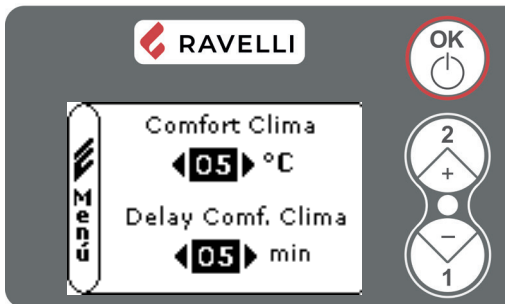 RAVELLI
OK
Comfort Clima
05 °C
Menú
Delay Comf. Clima
05 min
2
+
−
1